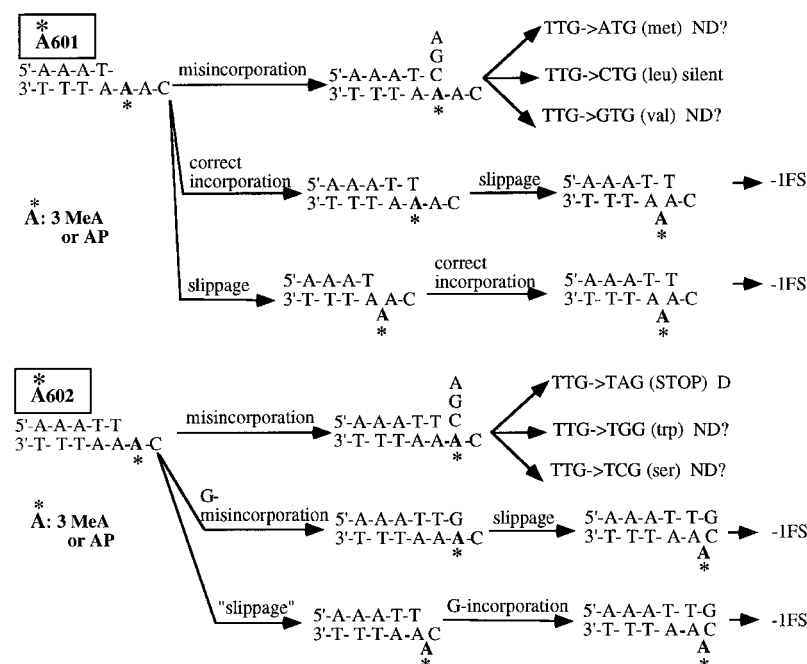 *
A601
5'-A-A-A-T-
3'-T-T-T-A-A-A-C
*
misincorporation
A
G
5'-A-A-A-T-C
3'-T-T-T-A-A-A-C
*
TTG->ATG (met) ND?
TTG->CTG (leu) silent
TTG->GTG (val) ND?
correct
incorporation
5'-A-A-A-T-T
3'-T-T-T-A-A-A-C
*
slippage
5'-A-A-A-T-T
3'-T-T-T-A A-C
A
*
-1FS
*
A: 3 MeA
or AP
slippage
5'-A-A-A-T
3'-T-T-T A A-C
A
*
correct
incorporation
5'-A-A-A-T-T
3'-T-T-T-A A-C
A
*
-1FS
*
A602
5'-A-A-A-T-T
3'-T-T-T-A-A-A-C
*
misincorporation
A
G
5'-A-A-A-T-T C
3'-T-T-T-A-A-A-C
*
TTG->TAG (STOP) D
TTG->TGG (trp) ND?
TTG->TCG (ser) ND?
*
A: 3 MeA
or AP
G-
misincorporation
5'-A-A-A-T-T-G
3'-T-T-T-A-A-A-C
*
slippage
5'-A-A-A-T-T-G
3'-T-T-T-A-A C
A
*
-1FS
"slippage"
5'-A-A-A-T T
3'-T-T-T-A-A C
A
*
G-incorporation
5'-A-A-A-T T-G
3'-T-T-T-A-A C
A
*
-1FS